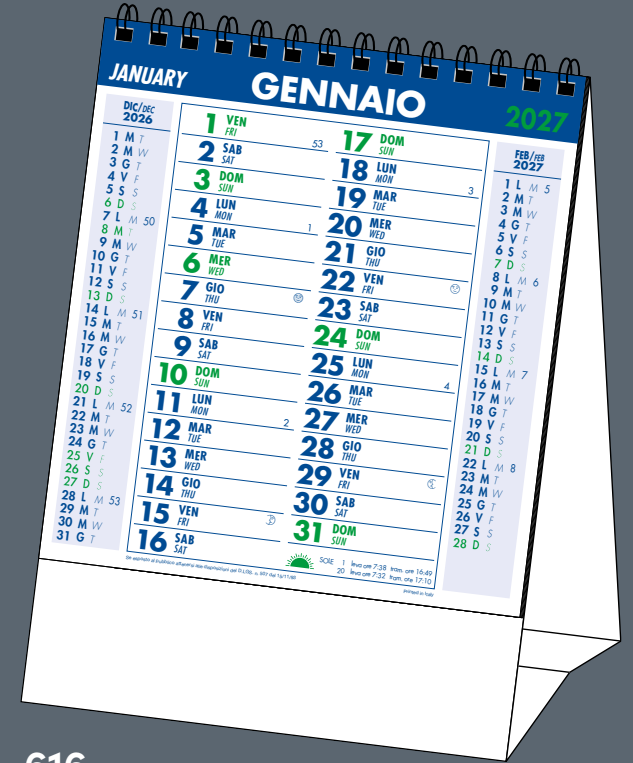 JANUARY GENNAIO 2027
DIC/DEC
2026
1 M T
2 M W
3 G T
4 V F
5 S S
6 D S
7 L M 50
8 M T
9 M W
10 G T
11 V F
12 S S
13 D S
14 L M 51
15 M T
16 M W
17 G T
18 V F
19 S S
20 D S
21 L M 52
22 M T
23 M W
24 G T
25 V F
26 S S
27 D S
28 L M 53
29 M T
30 M W
31 G T
1 VEN FRI 53
2 SAB SAT
3 DOM SUN
4 LUN MON 1
5 MAR TUE
6 MER WED
7 GIO THU
8 VEN FRI
9 SAB SAT
10 DOM SUN
11 LUN MON 2
12 MAR TUE
13 MER WED
14 GIO THU
15 VEN FRI
16 SAB SAT
17 DOM SUN
18 LUN MON 3
19 MAR TUE
20 MER WED
21 GIO THU
22 VEN FRI
23 SAB SAT
24 DOM SUN
25 LUN MON 4
26 MAR TUE
27 MER WED
28 GIO THU
29 VEN FRI
30 SAB SAT
31 DOM SUN
SOLE 1 leva ore 7:38 tram. ore 16:49
20 leva ore 7:32 tram. ore 17:10
FEB/FEB
2027
1 L M 5
2 M T
3 M W
4 G T
5 V F
6 S S
7 D S
8 L M 6
9 M T
10 M W
11 G T
12 V F
13 S S
14 D S
15 L M 7
16 M T
17 M W
18 G T
19 V F
20 S S
21 D S
22 L M 8
23 M T
24 M W
25 G T
26 V F
27 S S
28 D S
printed in Italy